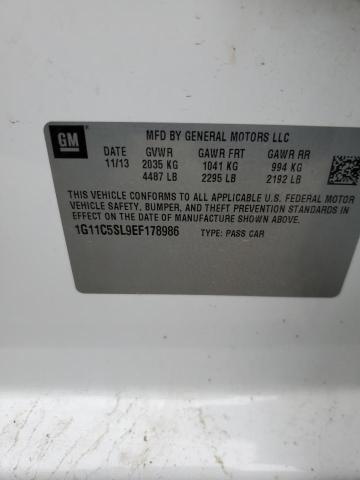 GM
MFD BY GENERAL MOTORS LLC
DATE GVWR GAWR FRT GAWR RR
11/13 2035 KG 1041 KG 994 KG
4487 LB 2295 LB 2192 LB
THIS VEHICLE CONFORMS TO ALL APPLICABLE U.S. FEDERAL MOTOR
VEHICLE SAFETY, BUMPER, AND THEFT PREVENTION STANDARDS IN
EFFECT ON THE DATE OF MANUFACTURE SHOWN ABOVE.
1G11C5SL9EF178986 TYPE: PASS CAR